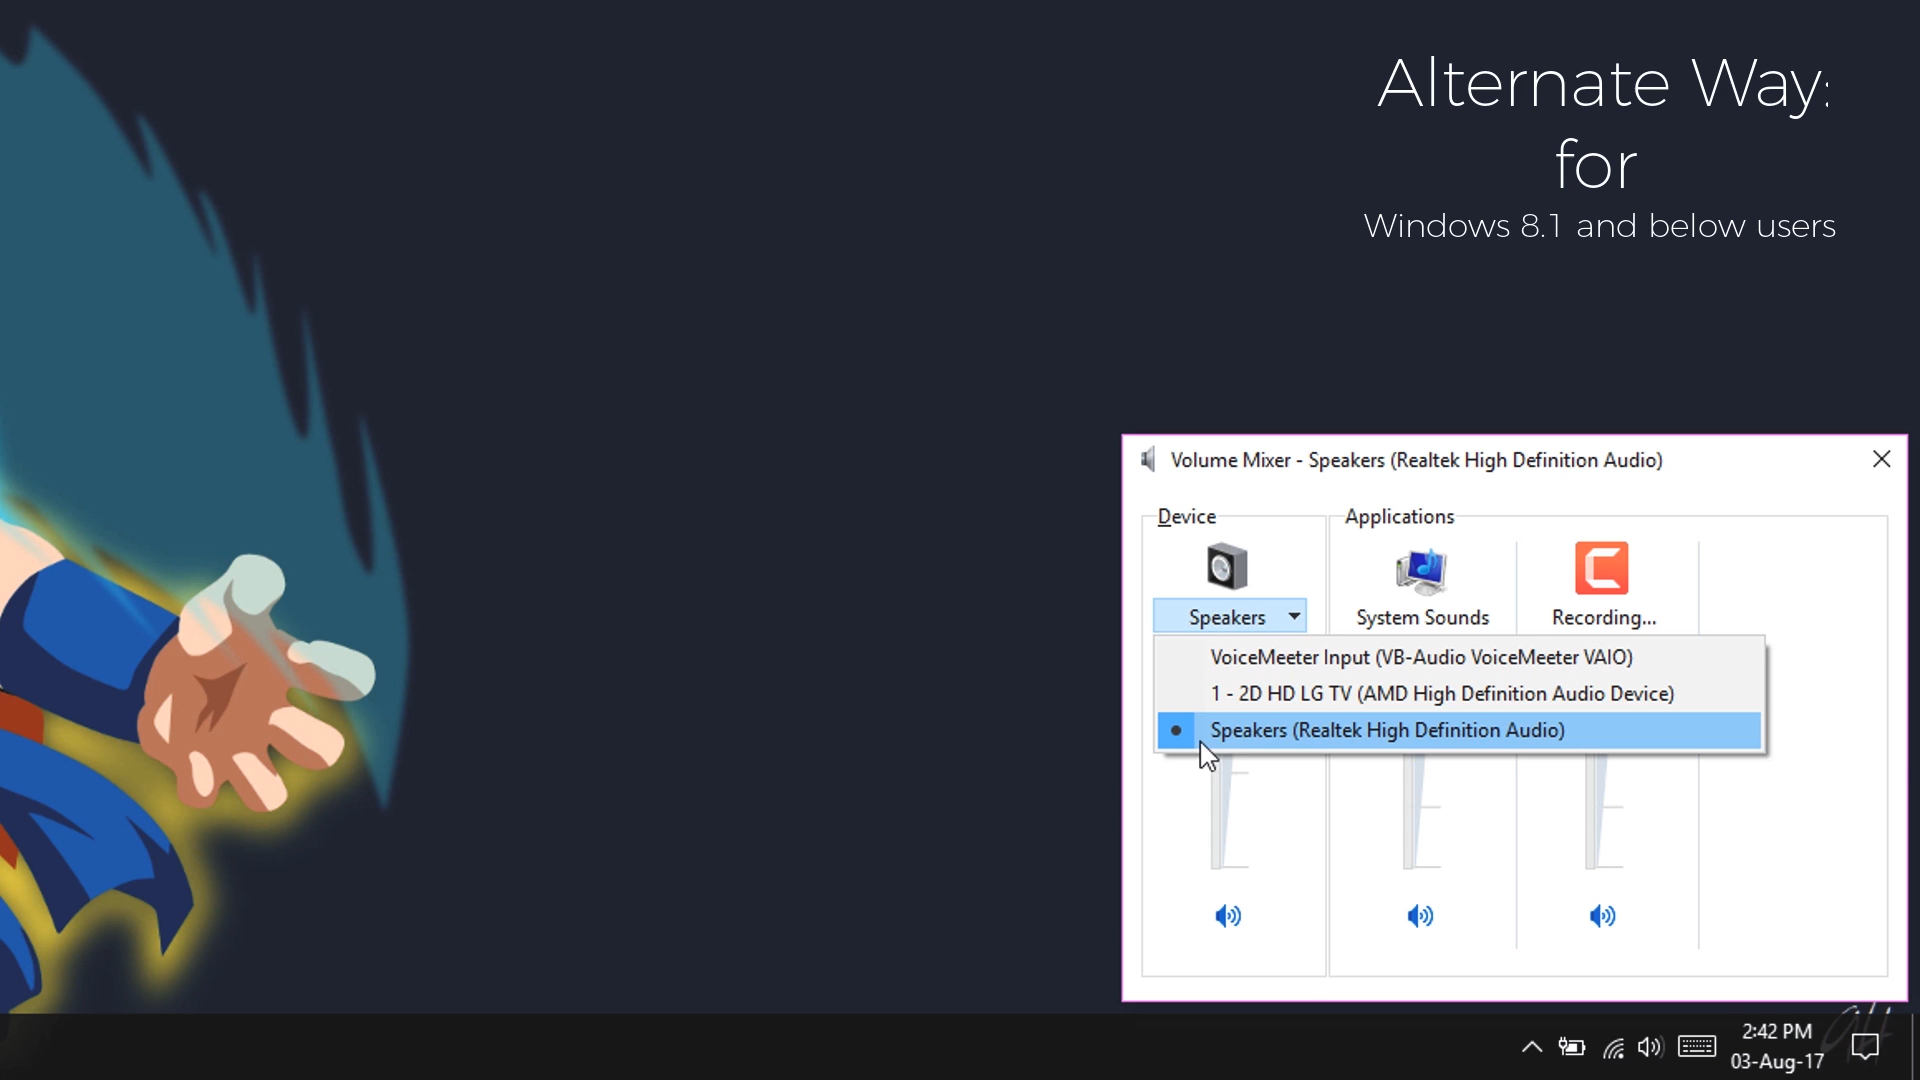 Alternate Way:
for
Windows 8.1 and below users
Volume Mixer - Speakers (Realtek High Definition Audio)
Device
Applications
Speakers
System Sounds
Recording...
VoiceMeeter Input (VB-Audio VoiceMeeter VAIO)
1 - 2D HD LG TV (AMD High Definition Audio Device)
Speakers (Realtek High Definition Audio)
2:42 PM
03-Aug-17